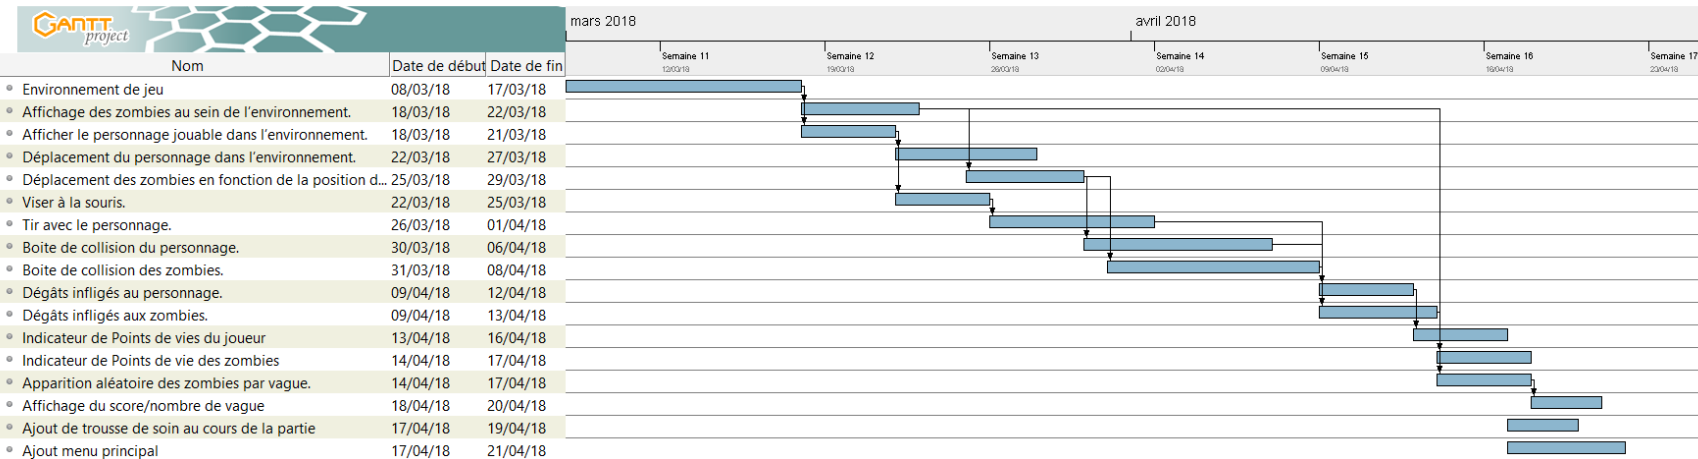 GANTT
project
mars 2018
avril 2018
Semaine 11
Semaine 12
Semaine 13
Semaine 14
Semaine 15
Semaine 16
Semaine 17
12/03/18
19/03/18
26/03/18
02/04/18
09/04/18
16/04/18
23/04/18
Nom Date de début Date de fin
Environnement de jeu 08/03/18 17/03/18
Affichage des zombies au sein de l'environnement. 18/03/18 22/03/18
Afficher le personnage jouable dans l'environnement. 18/03/18 21/03/18
Déplacement du personnage dans l'environnement. 22/03/18 27/03/18
Déplacement des zombies en fonction de la position d... 25/03/18 29/03/18
Viser à la souris. 22/03/18 25/03/18
Tir avec le personnage. 26/03/18 01/04/18
Boite de collision du personnage. 30/03/18 06/04/18
Boite de collision des zombies. 31/03/18 08/04/18
Dégâts infligés au personnage. 09/04/18 12/04/18
Dégâts infligés aux zombies. 09/04/18 13/04/18
Indicateur de Points de vies du joueur 13/04/18 16/04/18
Indicateur de Points de vie des zombies 14/04/18 17/04/18
Apparition aléatoire des zombies par vague. 14/04/18 17/04/18
Affichage du score/nombre de vague 18/04/18 20/04/18
Ajout de trousse de soin au cours de la partie 17/04/18 19/04/18
Ajout menu principal 17/04/18 21/04/18